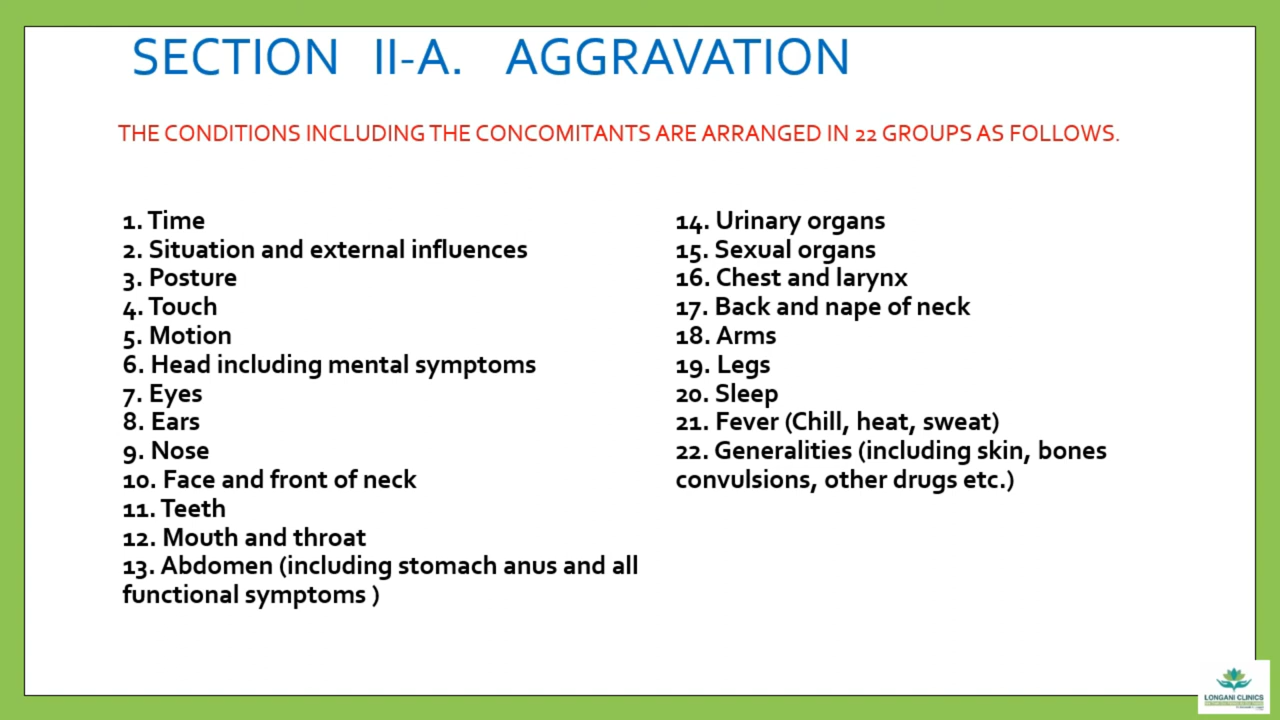 SECTION II-A. AGGRAVATION
THE CONDITIONS INCLUDING THE CONCOMITANTS ARE ARRANGED IN 22 GROUPS AS FOLLOWS.
1. Time
2. Situation and external influences
3. Posture
4. Touch
5. Motion
6. Head including mental symptoms
7. Eyes
8. Ears
9. Nose
10. Face and front of neck
11. Teeth
12. Mouth and throat
13. Abdomen (including stomach anus and all
functional symptoms )
14. Urinary organs
15. Sexual organs
16. Chest and larynx
17. Back and nape of neck
18. Arms
19. Legs
20. Sleep
21. Fever (Chill, heat, sweat)
22. Generalities (including skin, bones
convulsions, other drugs etc.)
LONGANI CLINICS